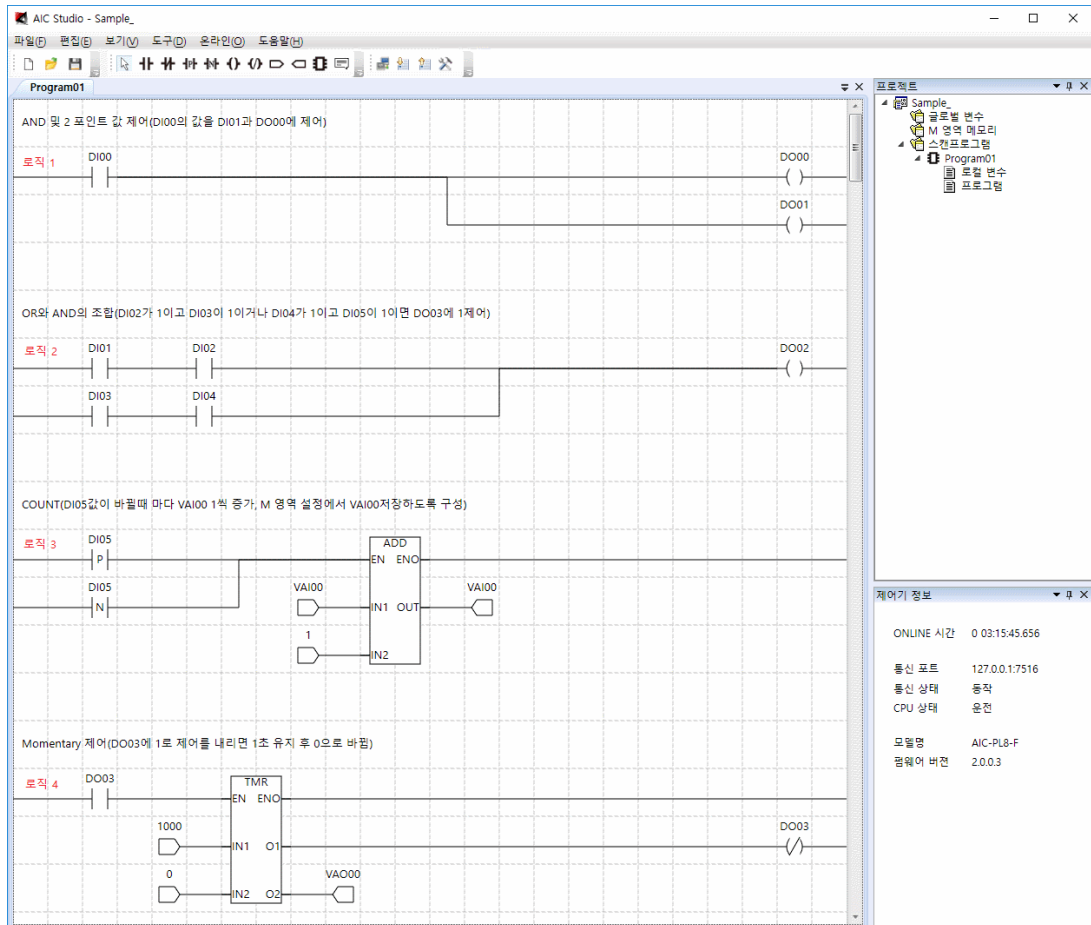 AIC Studio - Sample_
파일(F) 편집(E) 보기(V) 도구(D) 온라인(O) 도움말(H)
Program01
AND 및 2 포인트 값 제어(DI00의 값을 DI01과 DO00에 제어)
로직 1
DI00
DO00
DO01
OR와 AND의 조합(DI02가 1이고 DI03이 1이거나 DI04가 1이고 DI05이 1이면 DO03에 1제어)
로직 2
DI01 DI02 DO02
DI03 DI04
COUNT(DI05값이 바뀔때 마다 VAI00 1씩 증가, M 영역 설정에서 VAI00저장하도록 구성)
로직 3
DI05
P
ADD
EN ENO
DI05
N
VAI00
IN1 OUT
VAI00
1
IN2
Momentary 제어(DO03에 1로 제어를 내리면 1초 유지 후 0으로 바뀜)
로직 4
DO03
TMR
EN ENO
1000
IN1 O1
DO03
0
IN2 O2
VAO00
프로젝트
Sample_
글로벌 변수
M 영역 메모리
스캔프로그램
Program01
로컬 변수
프로그램
제어기 정보
ONLINE 시간 0 03:15:45.656
통신 포트 127.0.0.1:7516
통신 상태 동작
CPU 상태 운전
모델명 AIC-PL8-F
펌웨어 버젼 2.0.0.3